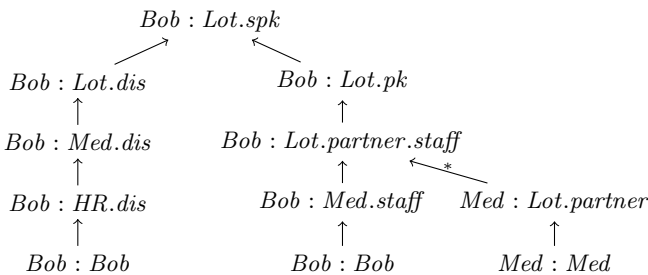 Bob : Lot.spk
Bob : Lot.dis Bob : Lot.pk
Bob : Med.dis Bob : Lot.partner.staff
*
Bob : HR.dis Bob : Med.staff Med : Lot.partner
Bob : Bob Bob : Bob Med : Med